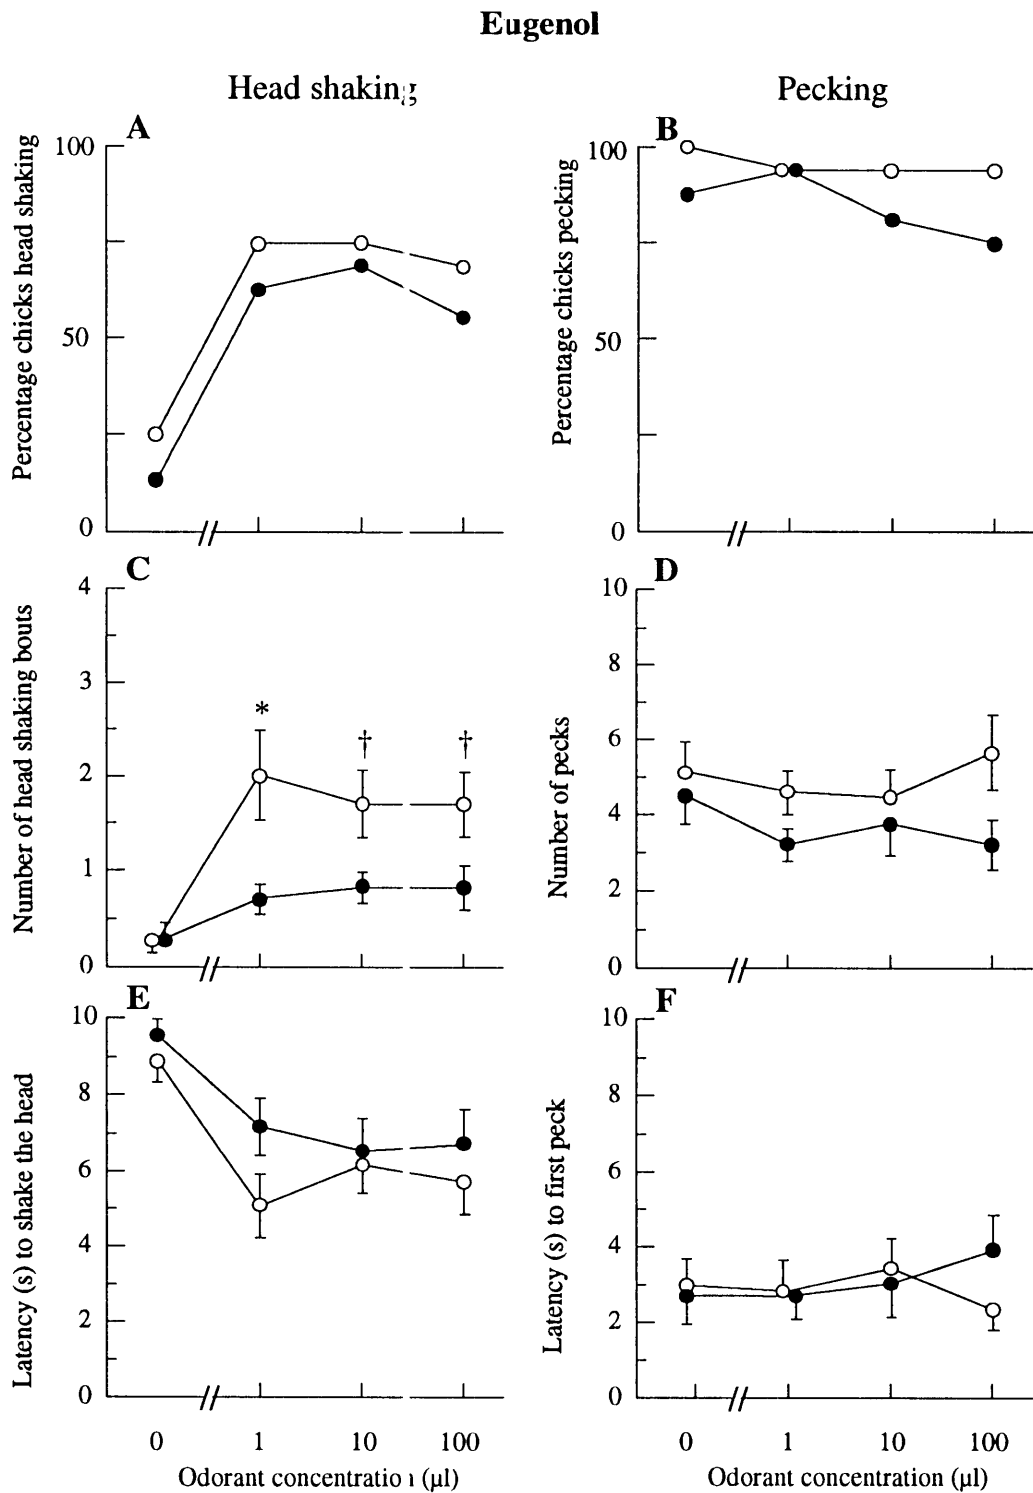 Eugenol
Head shaking
Pecking
A
Percentage chicks head shaking
100
50
0
B
Percentage chicks pecking
100
50
0
C
Number of head shaking bouts
4
3
2
1
0
*
†
†
D
Number of pecks
10
8
6
4
2
0
E
Latency (s) to shake the head
10
8
6
4
2
0
0 1 10 100
Odorant concentration (μl)
F
Latency (s) to first peck
10
8
6
4
2
0
0 1 10 100
Odorant concentration (μl)